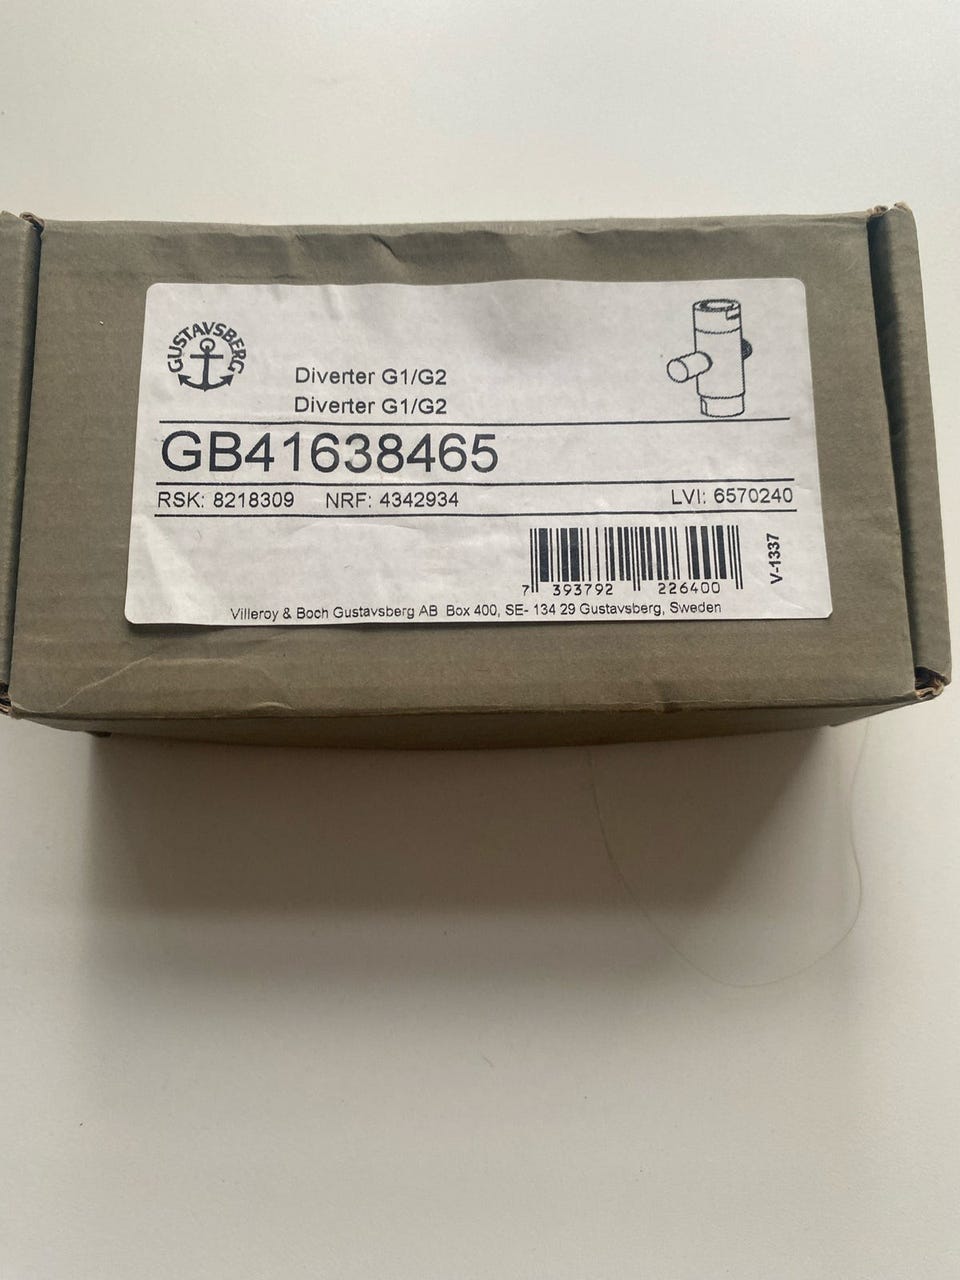 GUSTAVSBERG
Diverter G1/G2
Diverter G1/G2
GB41638465
RSK: 8218309 NRF: 4342934 LVI: 6570240
7 393792 226400
V-1337
Villeroy & Boch Gustavsberg AB Box 400, SE- 134 29 Gustavsberg, Sweden